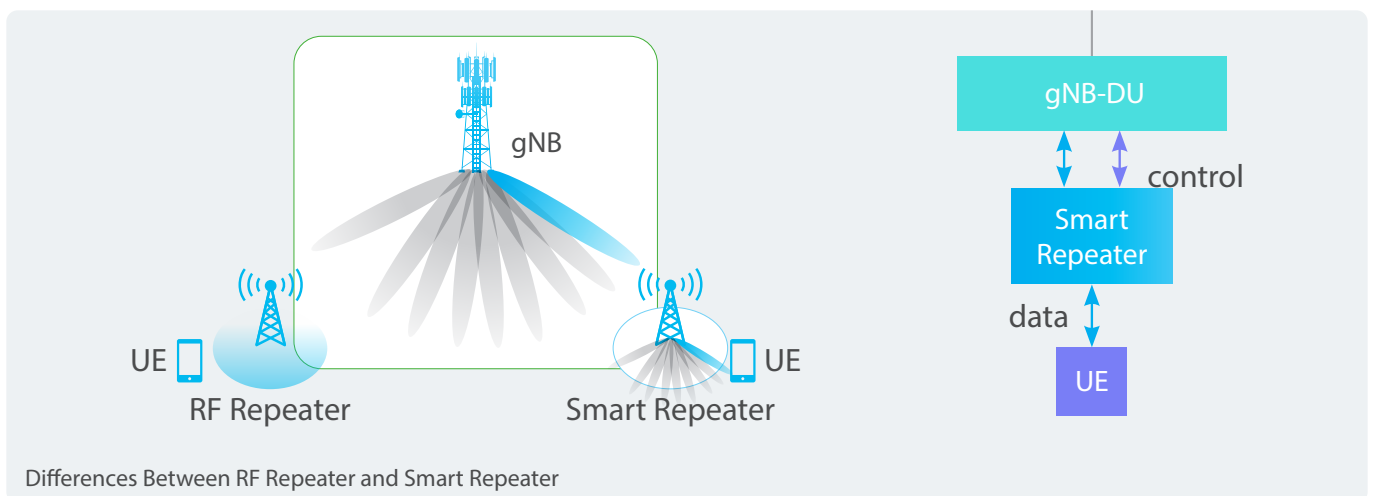 gNB
UE
RF Repeater
UE
Smart Repeater
gNB-DU
control
Smart
Repeater
data
UE
Differences Between RF Repeater and Smart Repeater